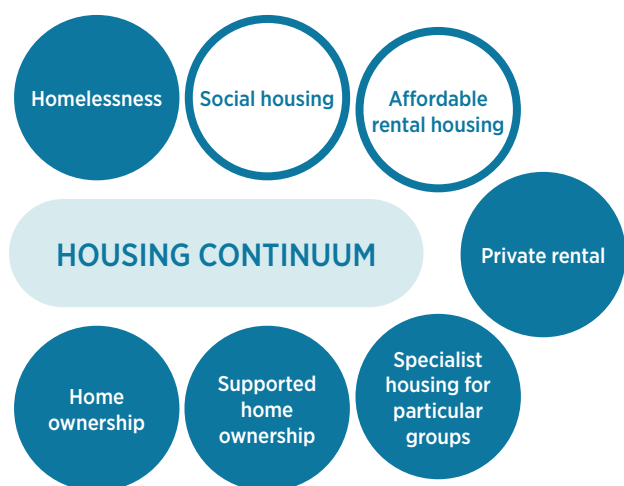 Homelessness
Social housing
Affordable
rental housing
HOUSING CONTINUUM
Private rental
Home
ownership
Supported
home
ownership
Specialist
housing for
particular
groups